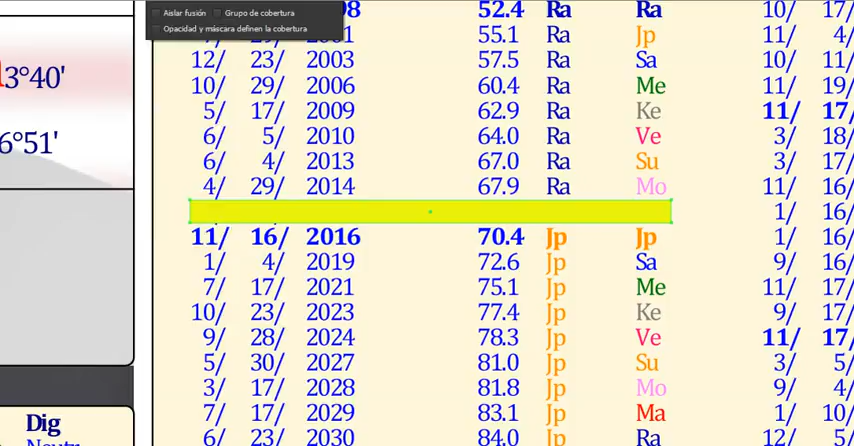 Aislar fusión Grupo de cobertura
Opacidad y máscara definen la cobertura
52.4 Ra Ra 10/ 17/
2001 55.1 Ra Jp 11/ 4/
12/ 23/ 2003 57.5 Ra Sa 10/ 11/
10/ 29/ 2006 60.4 Ra Me 11/ 19/
5/ 17/ 2009 62.9 Ra Ke 11/ 17/
6/ 5/ 2010 64.0 Ra Ve 3/ 18/
6/ 4/ 2013 67.0 Ra Su 3/ 17/
4/ 29/ 2014 67.9 Ra Mo 11/ 16/
1/ 16/
11/ 16/ 2016 70.4 Jp Jp 1/ 16/
1/ 4/ 2019 72.6 Jp Sa 9/ 16/
7/ 17/ 2021 75.1 Jp Me 11/ 17/
10/ 23/ 2023 77.4 Jp Ke 9/ 17/
9/ 28/ 2024 78.3 Jp Ve 11/ 17/
5/ 30/ 2027 81.0 Jp Su 3/ 5/
3/ 17/ 2028 81.8 Jp Mo 9/ 4/
7/ 17/ 2029 83.1 Jp Ma 1/ 10/
6/ 23/ 2030 84.0 Jp Ra 12/ 5/
3°40'
6°51'
Dig
Neutr